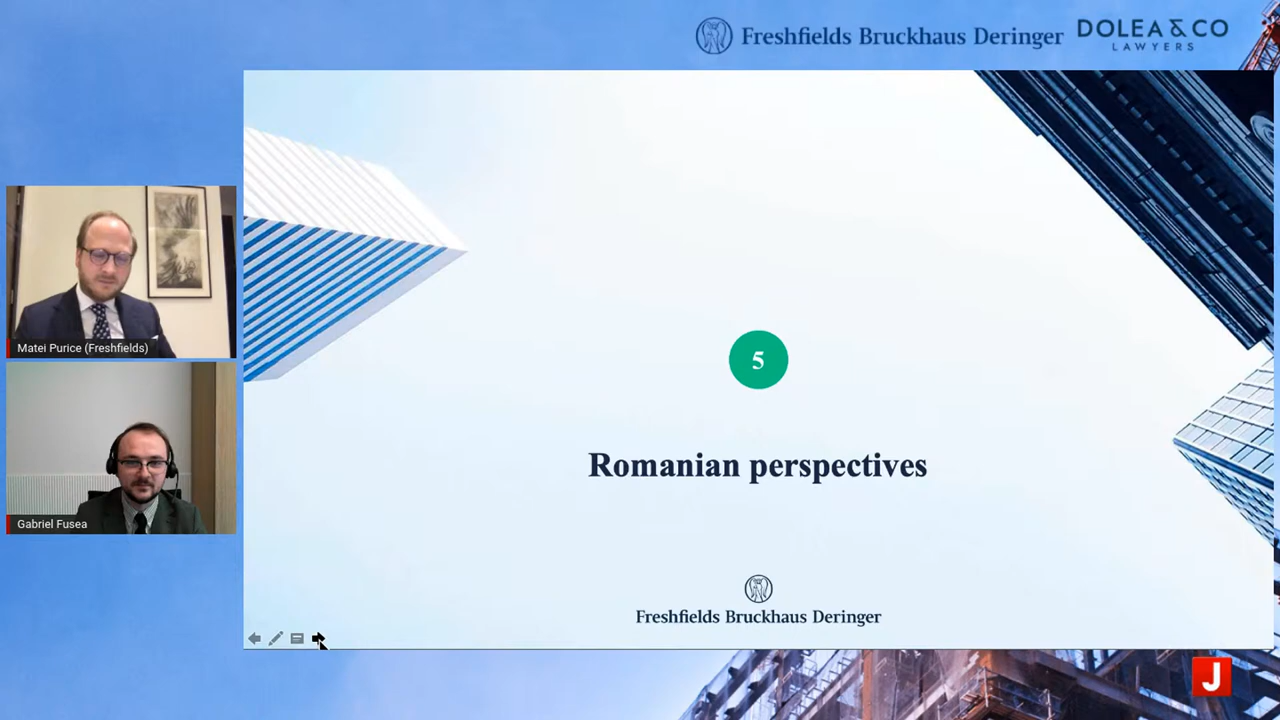 Freshfields Bruckhaus Deringer
DOLEA & CO
LAWYERS
Matei Purice (Freshfields)
Gabriel Fusea
5
Romanian perspectives
Freshfields Bruckhaus Deringer
J